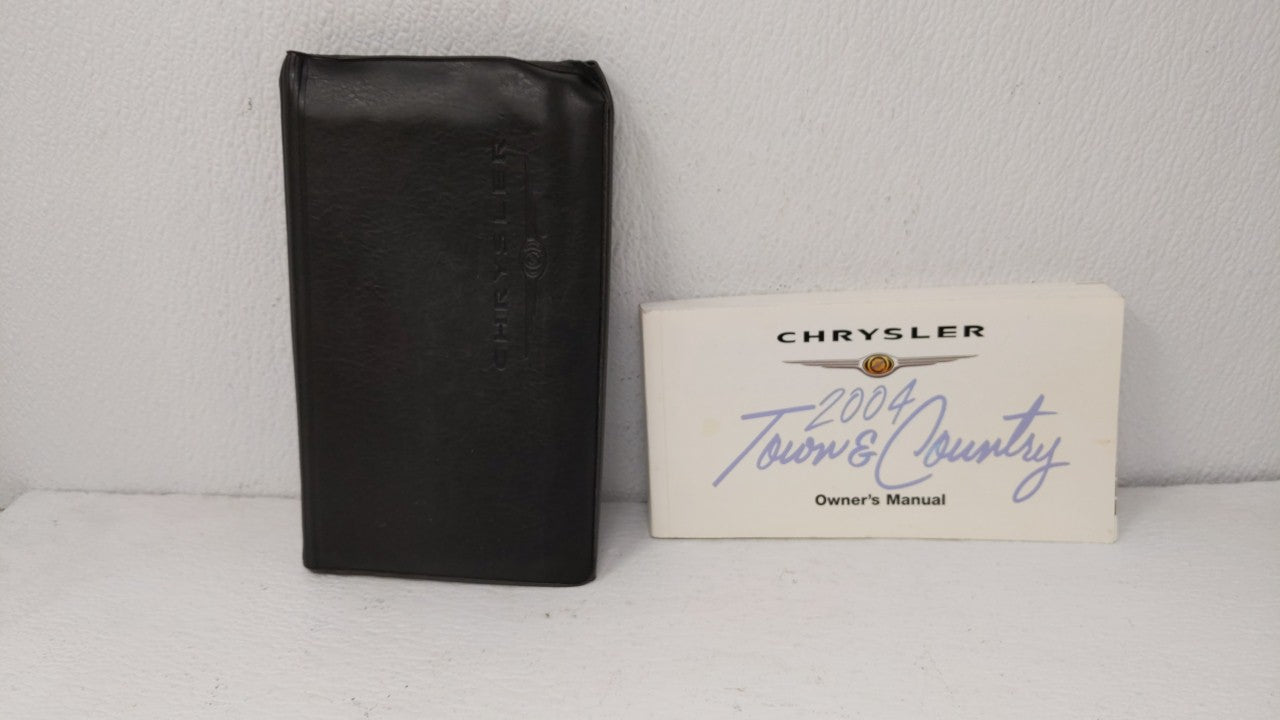 CHRYSLER
CHRYSLER
2004
Town & Country
Owner's Manual